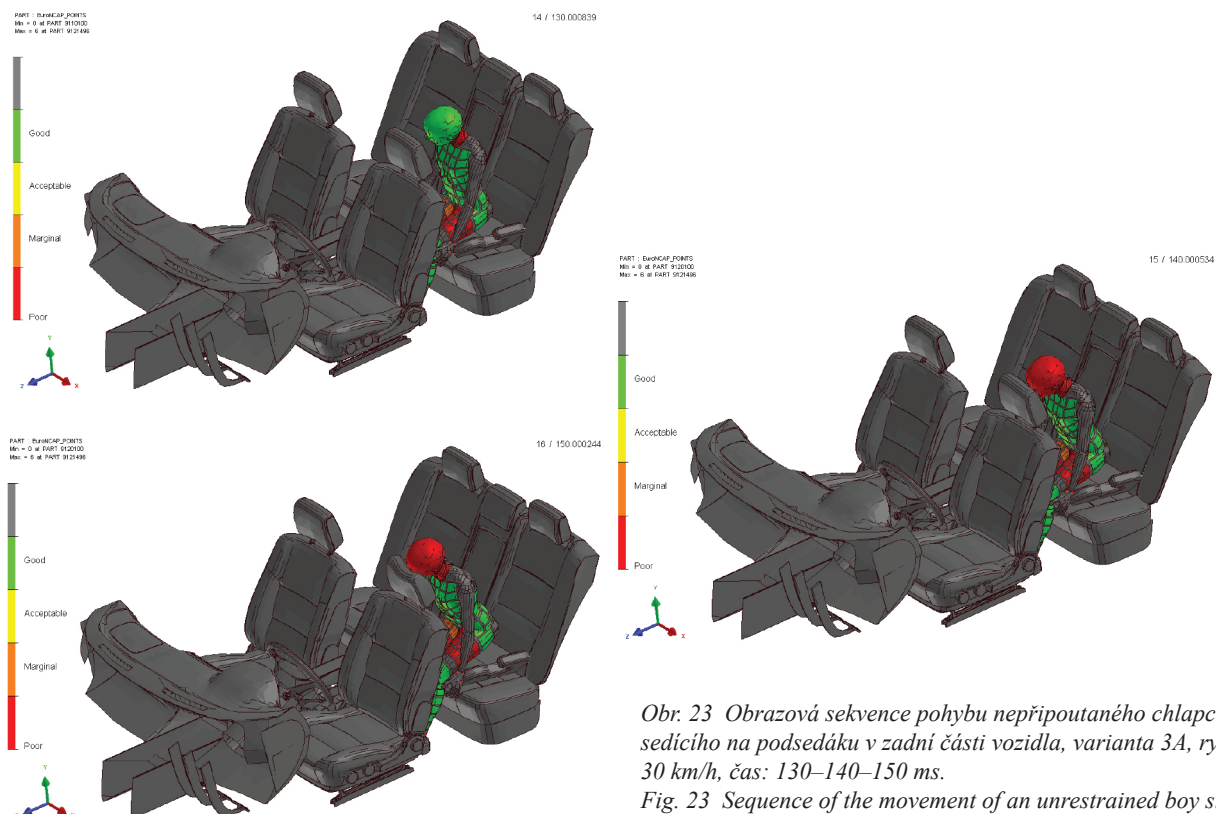 PART : EuroNCAP_POINTS
Min = 0 at PART 9110100
Max = 6 at PART 9121496
14 / 130.000839
Good
Acceptable
Marginal
Poor
Y
Z
X
PART : EuroNCAP_POINTS
Min = 0 at PART 9120100
Max = 6 at PART 9121496
15 / 140.000534
Good
Acceptable
Marginal
Poor
Y
Z
X
PART : EuroNCAP_POINTS
Min = 0 at PART 9120100
Max = 6 at PART 9121496
16 / 150.000244
Good
Acceptable
Marginal
Poor
Y
Z
X
Obr. 23 Obrazová sekvence pohybu nepřipoutaného chlapc
sedícího na podsedáku v zadní části vozidla, varianta 3A, ry
30 km/h, čas: 130–140–150 ms.
Fig. 23 Sequence of the movement of an unrestrained boy s